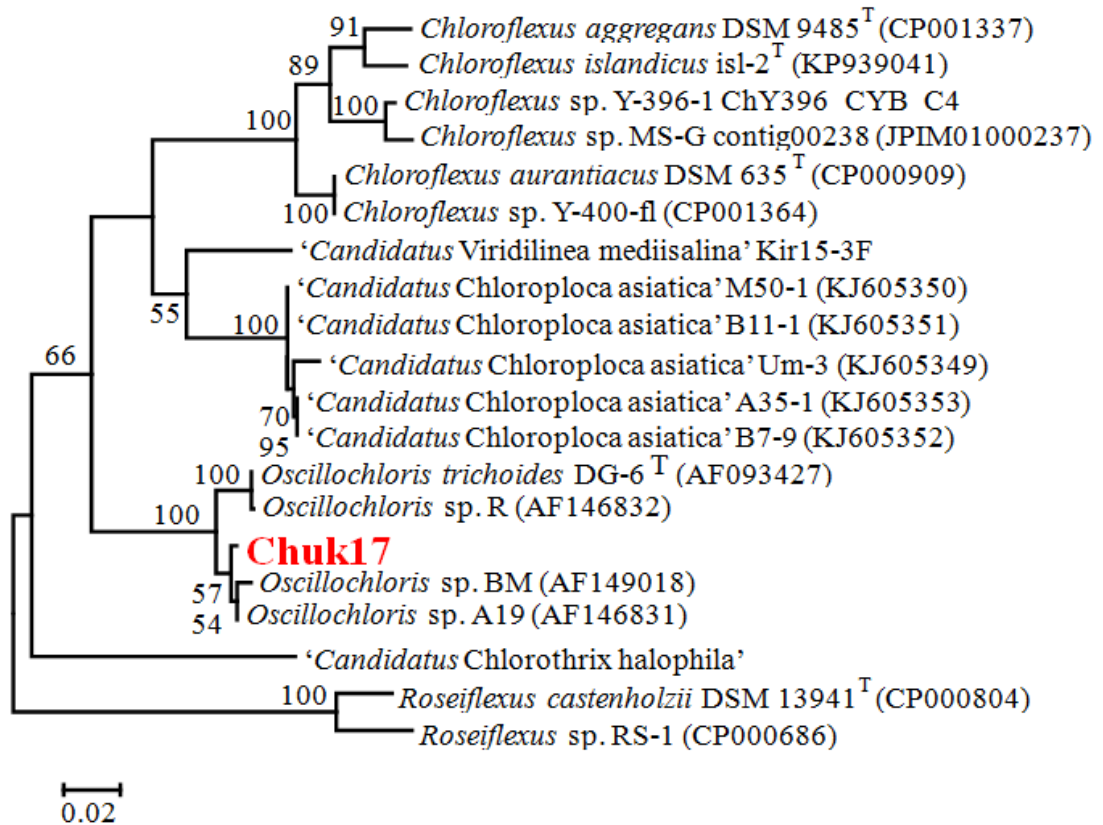 91
Chloroflexus aggregans DSM 9485T (CP001337)
Chloroflexus islandicus isl-2T (KP939041)
89
100
Chloroflexus sp. Y-396-1 ChY396 CYB C4
100
Chloroflexus sp. MS-G contig00238 (JPIM01000237)
Chloroflexus aurantiacus DSM 635T (CP000909)
100
Chloroflexus sp. Y-400-fl (CP001364)
‘Candidatus Viridilinea mediisalina’ Kir15-3F
55
‘Candidatus Chloroploca asiatica’ M50-1 (KJ605350)
100
‘Candidatus Chloroploca asiatica’ B11-1 (KJ605351)
66
‘Candidatus Chloroploca asiatica’ Um-3 (KJ605349)
‘Candidatus Chloroploca asiatica’ A35-1 (KJ605353)
70
‘Candidatus Chloroploca asiatica’ B7-9 (KJ605352)
95
100
Oscillochloris trichoides DG-6 T (AF093427)
Oscillochloris sp. R (AF146832)
100
Chuk17
Oscillochloris sp. BM (AF149018)
57
Oscillochloris sp. A19 (AF146831)
54
‘Candidatus Chlorothrix halophila’
100
Roseiflexus castenholzii DSM 13941T (CP000804)
Roseiflexus sp. RS-1 (CP000686)
0.02